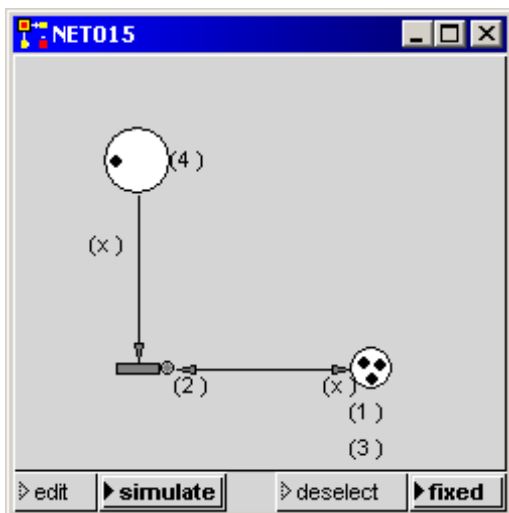 NET015
(4 )
(x )
(2 )
(x )
(1 )
(3 )
edit simulate deselect fixed